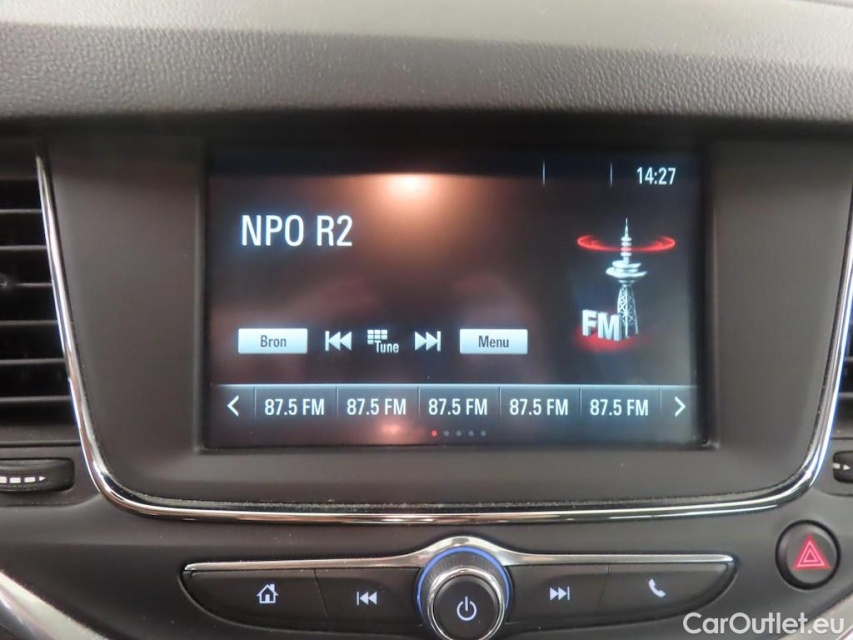 14:27
NPO R2
FM
Bron Tune Menu
87.5 FM 87.5 FM 87.5 FM 87.5 FM 87.5 FM
CarOutlet.eu